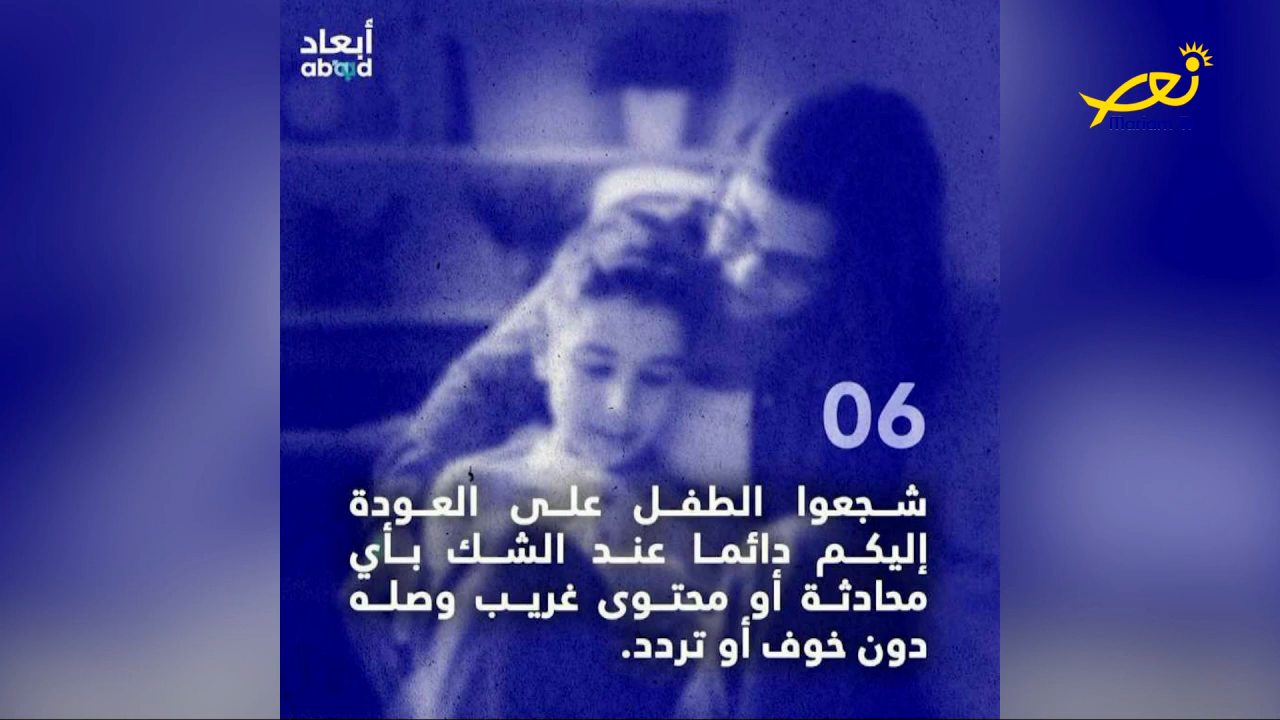 أبعاد
abaad
06
شجعوا الطفل على العودة
إليكم دائما عند الشك بأي
محادثة أو محتوى غريب وصله
دون خوف أو تردد.